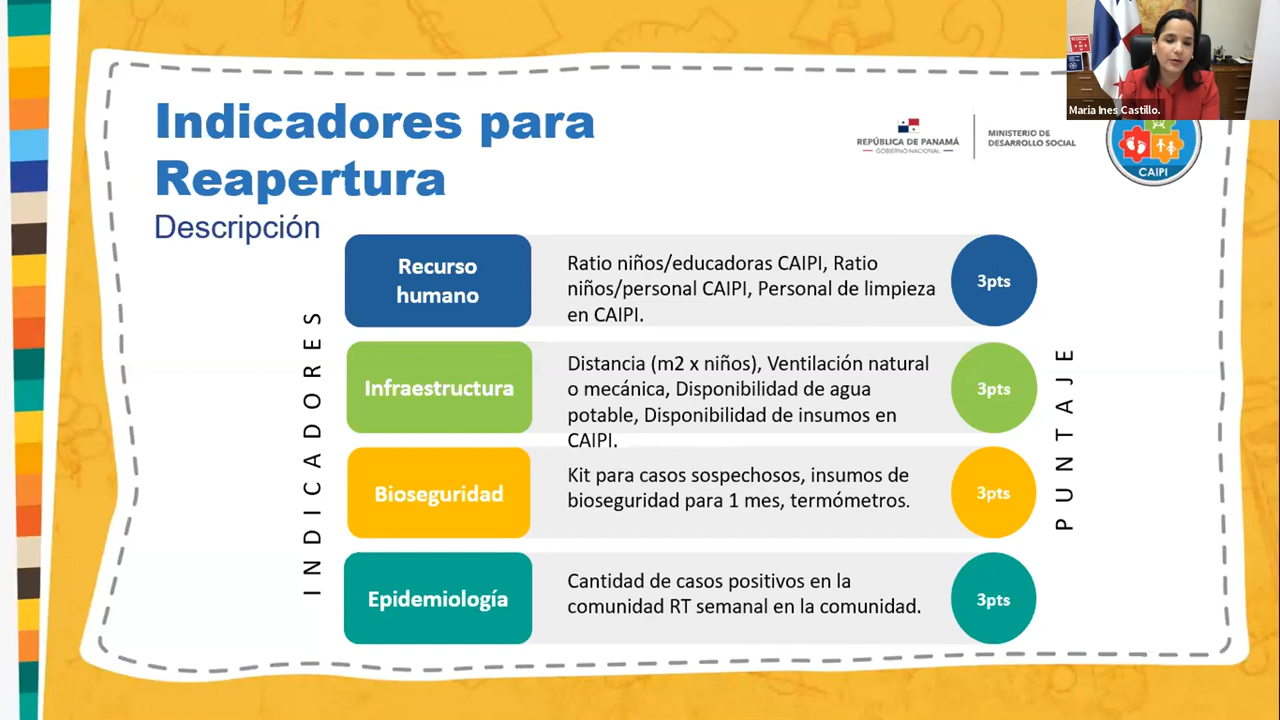 Maria Ines Castillo.
Indicadores para
Reapertura
Descripción
REPÚBLICA DE PANAMÁ
GOBIERNO NACIONAL
MINISTERIO DE
DESARROLLO SOCIAL
CAIPI
INDICADORES
Recurso
humano
Ratio niños/educadoras CAIPI, Ratio
niños/personal CAIPI, Personal de limpieza
en CAIPI.
3pts
Infraestructura
Distancia (m2 x niños), Ventilación natural
o mecánica, Disponibilidad de agua
potable, Disponibilidad de insumos en
CAIPI.
3pts
Bioseguridad
Kit para casos sospechosos, insumos de
bioseguridad para 1 mes, termómetros.
3pts
Epidemiología
Cantidad de casos positivos en la
comunidad RT semanal en la comunidad.
3pts
PUNTAJE